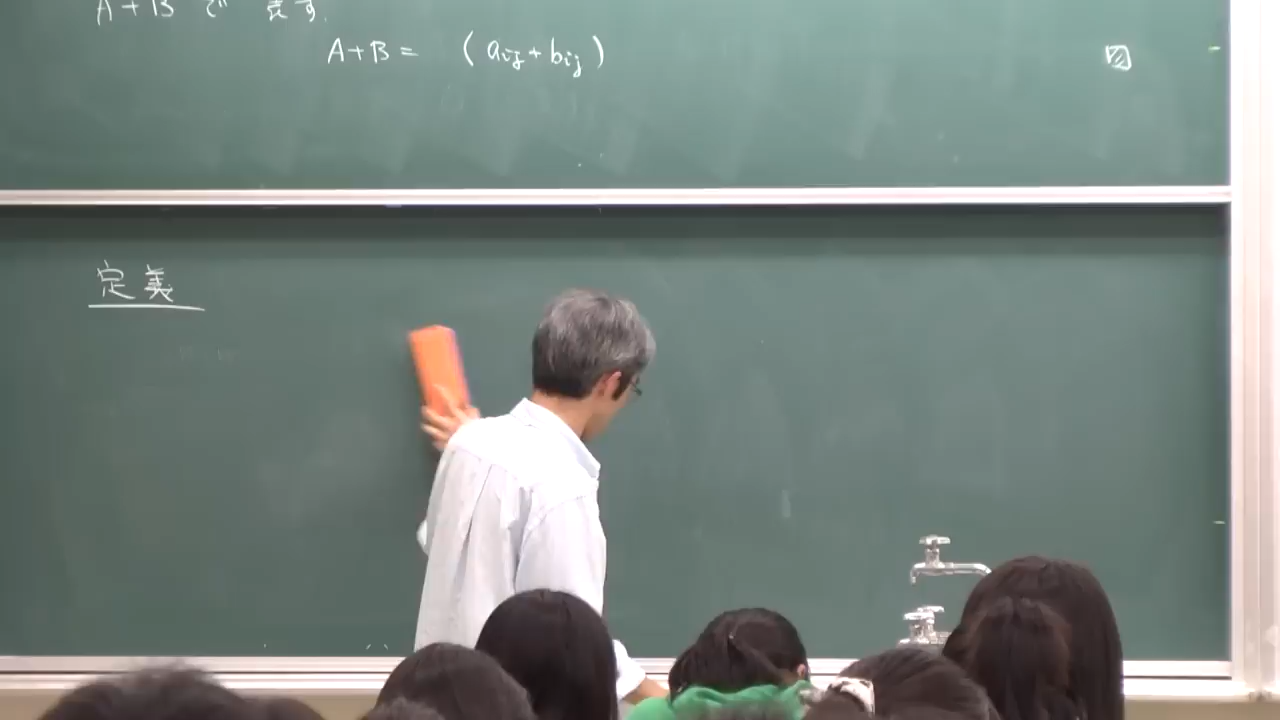 A+B で 表す.
A+B = (aij + bij)
定義